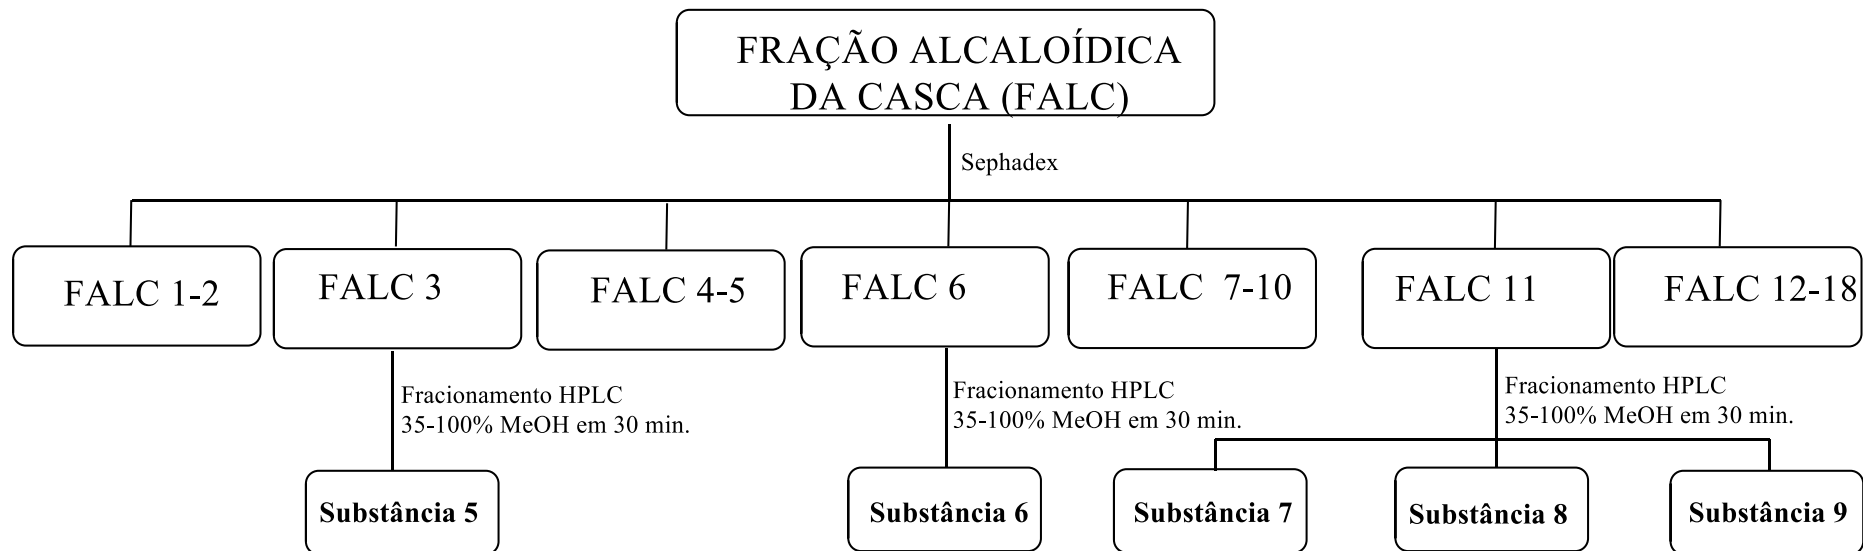 FRAÇÃO ALCALOÍDICA
DA CASCA (FALC)
Sephadex
FALC 1-2
FALC 3
FALC 4-5
FALC 6
FALC 7-10
FALC 11
FALC 12-18
Fracionamento HPLC
35-100% MeOH em 30 min.
Fracionamento HPLC
35-100% MeOH em 30 min.
Fracionamento HPLC
35-100% MeOH em 30 min.
Substância 5
Substância 6
Substância 7
Substância 8
Substância 9